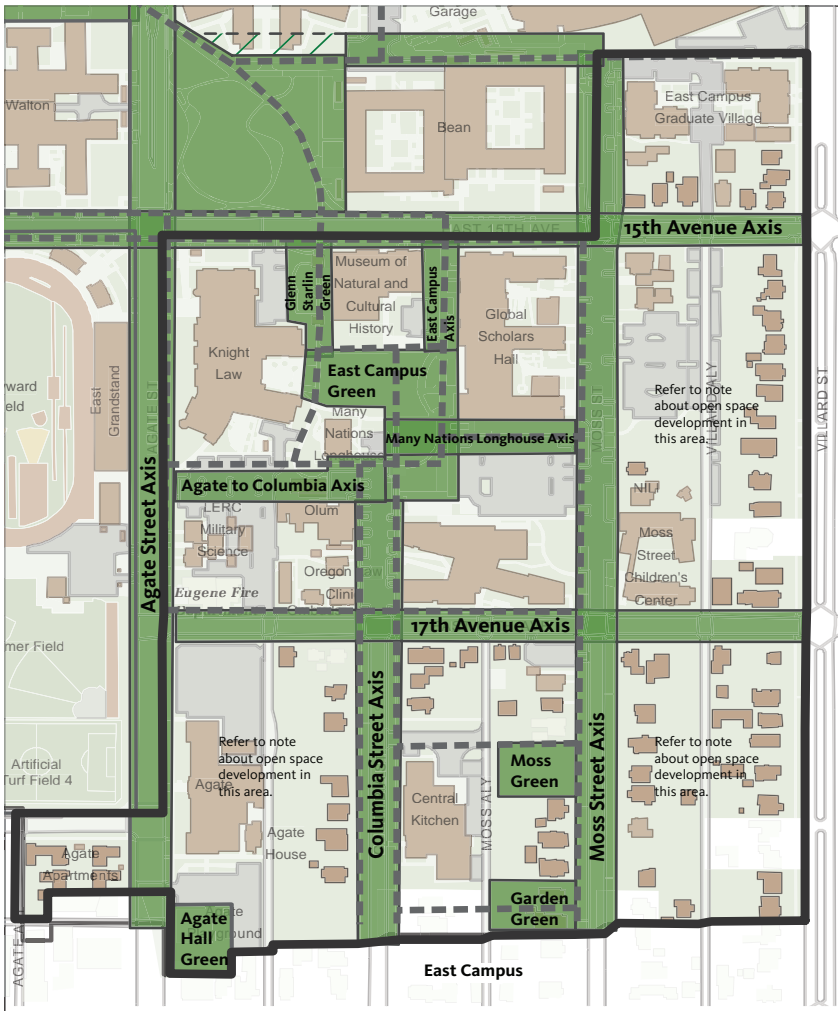 Garage
Walton
Bean
East Campus
Graduate Village
EAST 15TH AVE
15th Avenue Axis
Glenn
Starlin
Green
Museum of
Natural and
Cultural
History
East Campus
Axis
Global
Scholars
Hall
Knight
Law
East
Grandstand
AGATE ST
East Campus
Green
Many
Nations
Longhouse
Many Nations Longhouse Axis
MOSS ST
Refer to note
about open space
development in
this area.
VILLARD ALY
VILLARD ST
Agate to Columbia Axis
Agate Street Axis
LERC
Military
Science
Olum
NILI
Moss
Street
Children's
Center
Oregon Law
Clinic
Eugene Fire
17th Avenue Axis
mer Field
Artificial
Turf Field 4
Refer to note
about open space
development in
this area.
Agate
Agate
House
Columbia Street Axis
Central
Kitchen
MOSS ALY
Moss
Green
Moss Street Axis
Refer to note
about open space
development in
this area.
Agate
Apartments
Agate
Hall
Green
Agate
Playground
Garden
Green
AGATE A
East Campus